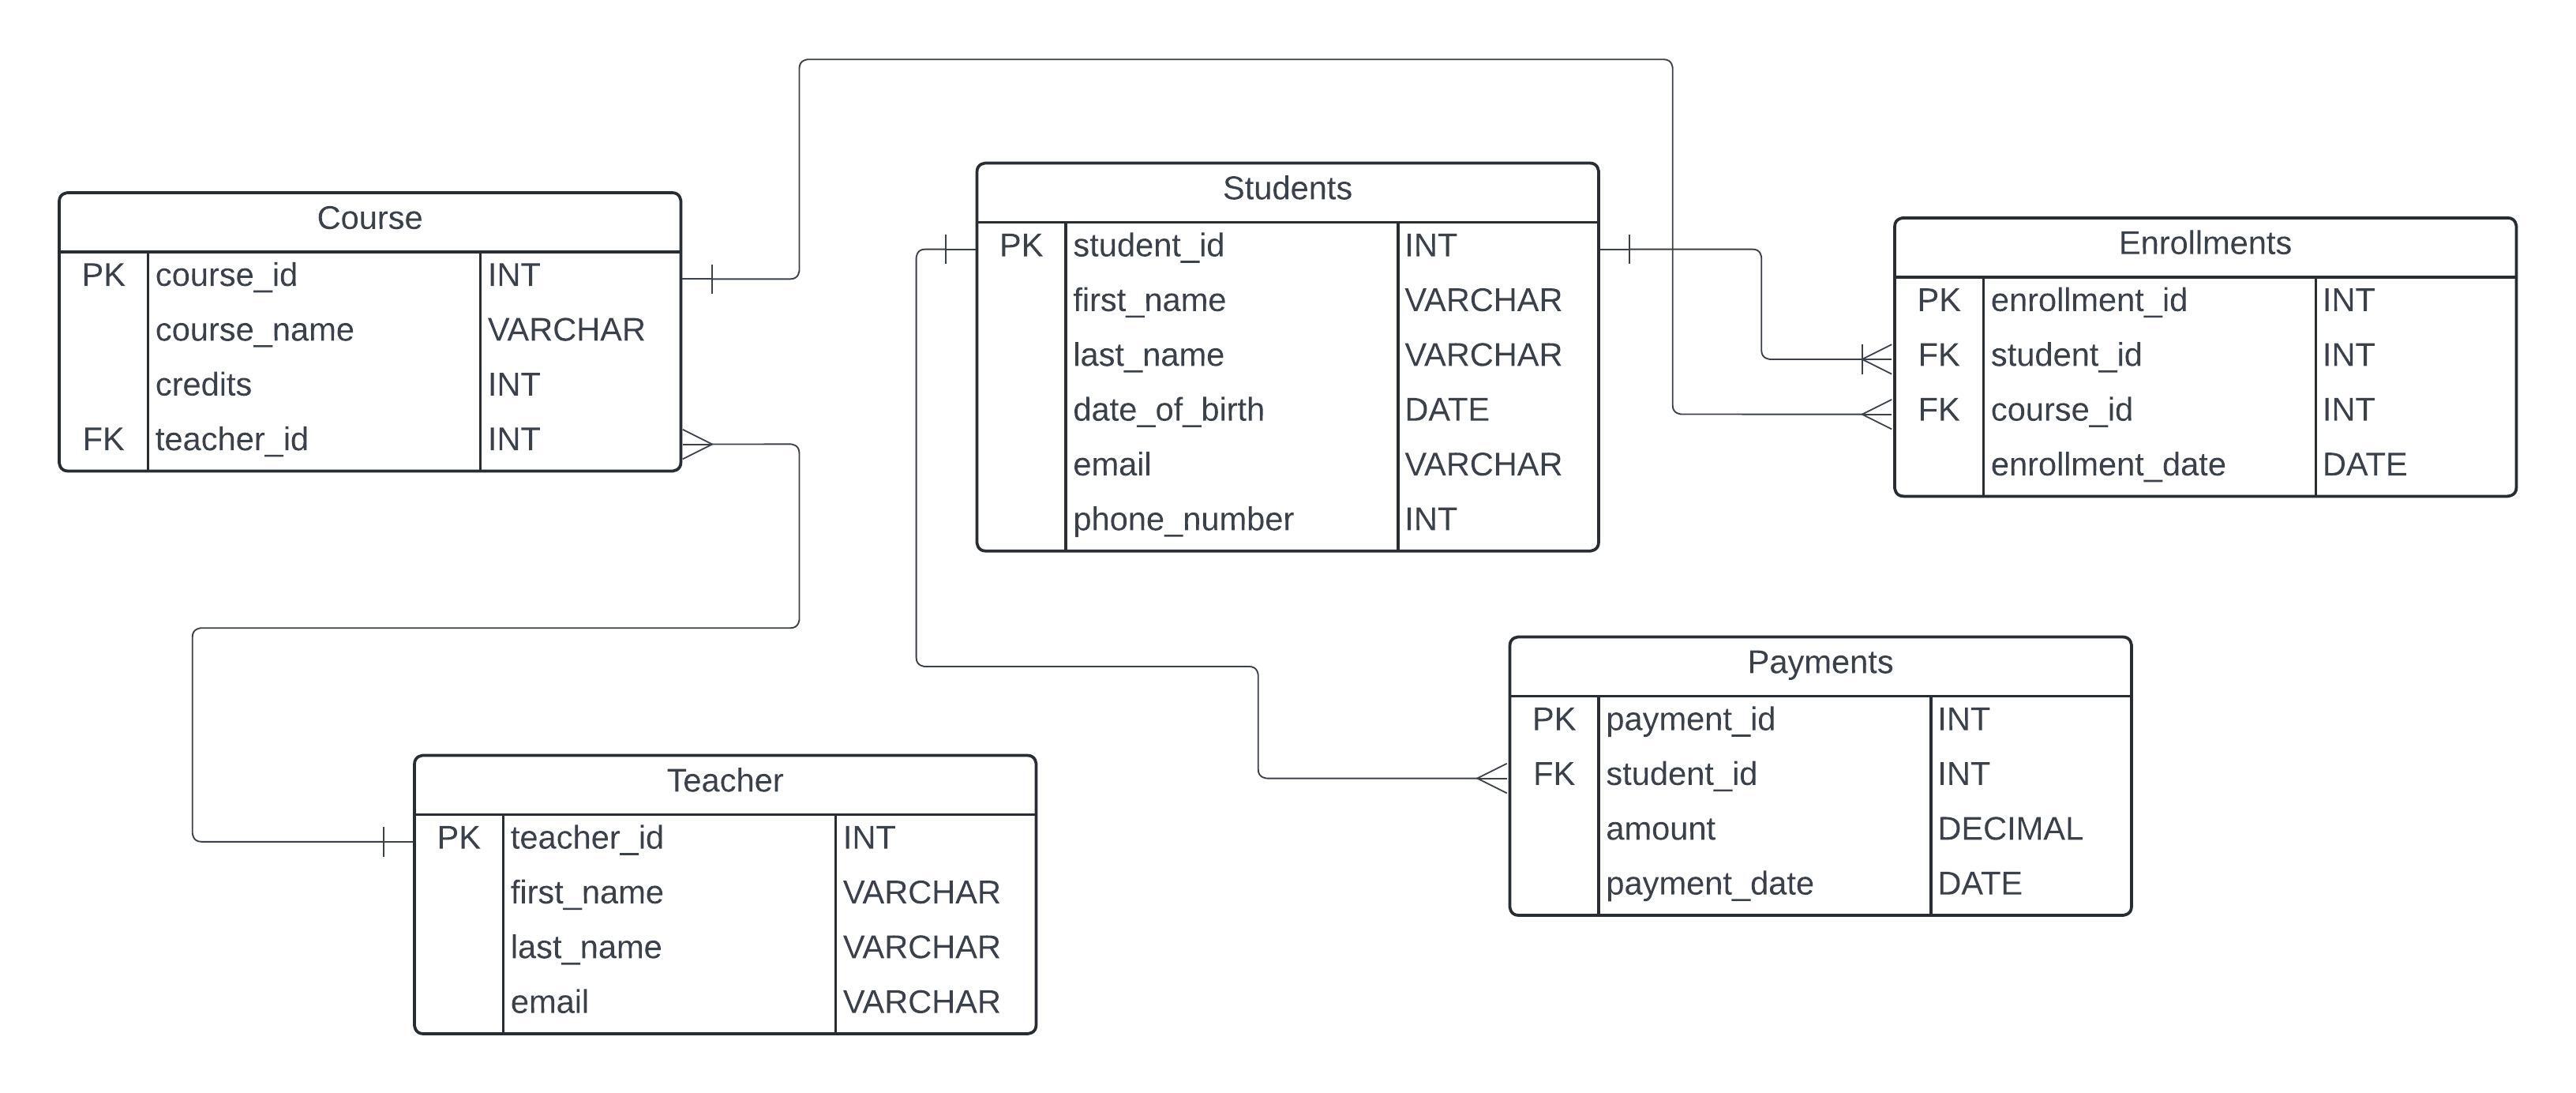 Course
PK course_id INT
course_name VARCHAR
credits INT
FK teacher_id INT
Students
PK student_id INT
first_name VARCHAR
last_name VARCHAR
date_of_birth DATE
email VARCHAR
phone_number INT
Enrollments
PK enrollment_id INT
FK student_id INT
FK course_id INT
enrollment_date DATE
Teacher
PK teacher_id INT
first_name VARCHAR
last_name VARCHAR
email VARCHAR
Payments
PK payment_id INT
FK student_id INT
amount DECIMAL
payment_date DATE